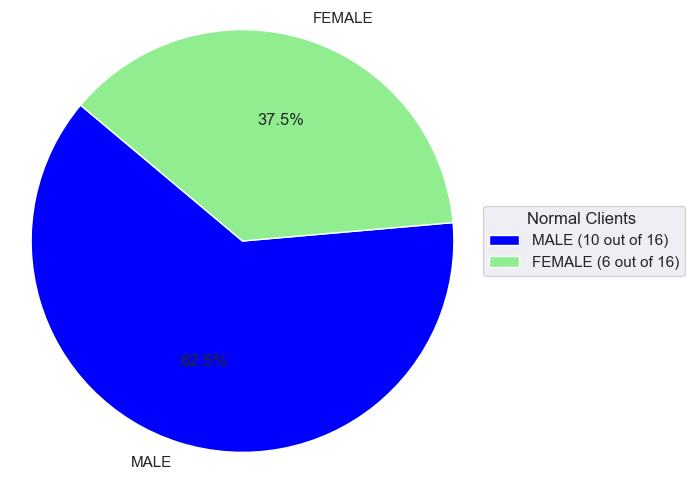 FEMALE
37.5%
Normal Clients
MALE (10 out of 16)
FEMALE (6 out of 16)
62.5%
MALE